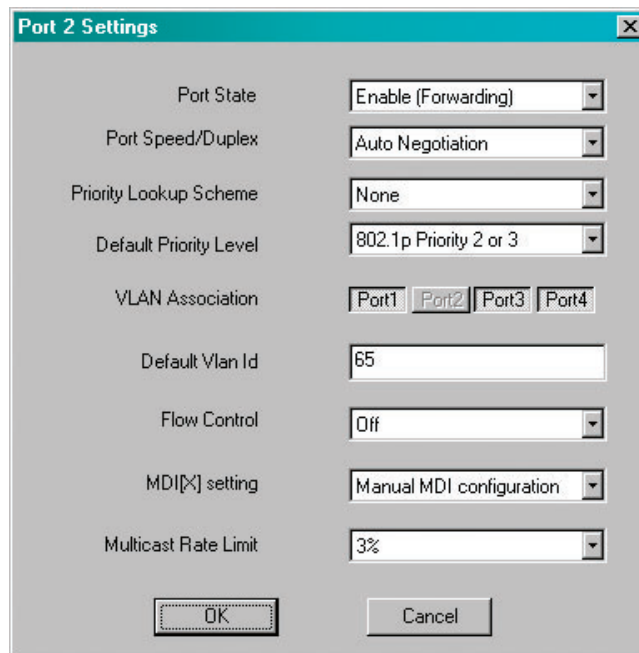 Port 2 Settings
Port State Enable (Forwarding)
Port Speed/Duplex Auto Negotiation
Priority Lookup Scheme None
Default Priority Level 802.1p Priority 2 or 3
VLAN Association Port1 Port2 Port3 Port4
Default Vlan Id 65
Flow Control Off
MDI[X] setting Manual MDI configuration
Multicast Rate Limit 3%
OK Cancel